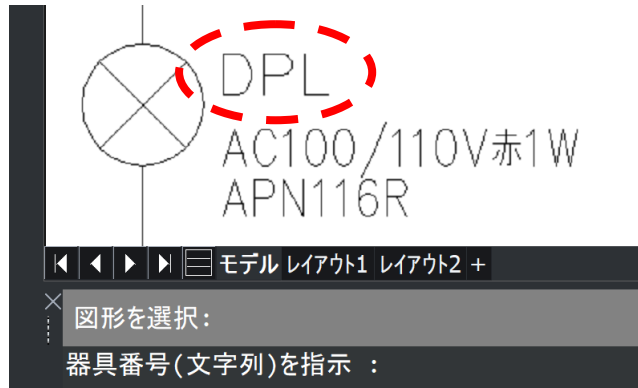 DPL
AC100/110V赤1W
APN116R
モデル レイアウト1 レイアウト2 +
図形を選択:
器具番号(文字列)を指示 :